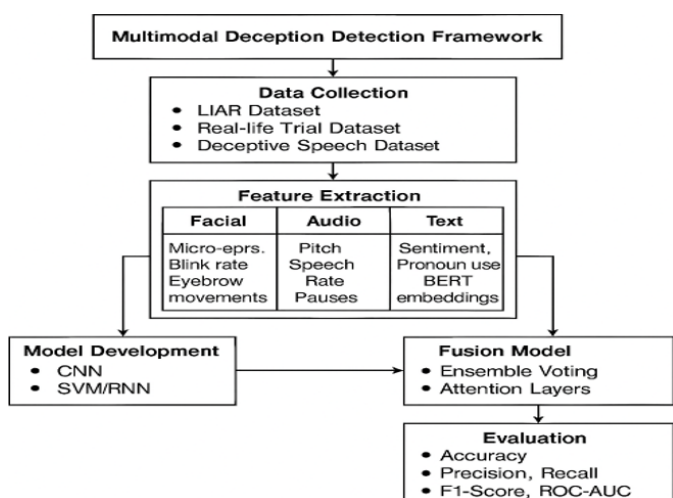 Multimodal Deception Detection Framework
Data Collection
• LIAR Dataset
• Real-life Trial Dataset
• Deceptive Speech Dataset
Feature Extraction
Facial
Micro-eprs.
Blink rate
Eyebrow
movements
Audio
Pitch
Speech
Rate
Pauses
Text
Sentiment,
Pronoun use
BERT
embeddings
Model Development
• CNN
• SVM/RNN
Fusion Model
• Ensemble Voting
• Attention Layers
Evaluation
• Accuracy
• Precision, Recall
• F1-Score, ROC-AUC